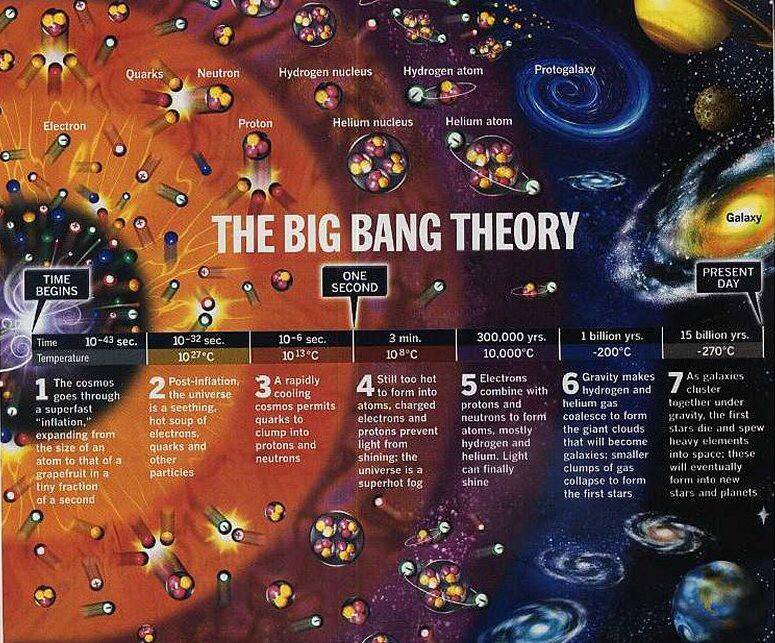 Quarks
Neutron
Hydrogen nucleus
Hydrogen atom
Protogalaxy
Electron
Proton
Helium nucleus
Helium atom
Galaxy
THE BIG BANG THEORY
TIME
BEGINS
ONE
SECOND
PRESENT
DAY
Time 10-43 sec. 10-32 sec. 10-6 sec. 3 min. 300,000 yrs. 1 billion yrs. 15 billion yrs.
Temperature 1027°C 1013°C 108°C 10,000°C -200°C -270°C
1 The cosmos
goes through
a superfast
"inflation,"
expanding from
the size of an
atom to that of a
grapefruit in a
tiny fraction
of a second
2 Post-inflation,
the universe
is a seething,
hot soup of
electrons,
quarks and
other
particles
3 A rapidly
cooling
cosmos permits
quarks to
clump into
protons and
neutrons
4 Still too hot
to form into
atoms, charged
electrons and
protons prevent
light from
shining; the
universe is a
superhot fog
5 Electrons
combine with
protons and
neutrons to form
atoms, mostly
hydrogen and
helium. Light
can finally
shine
6 Gravity makes
hydrogen and
helium gas
coalesce to form
the giant clouds
that will become
galaxies; smaller
clumps of gas
collapse to form
the first stars
7 As galaxies
cluster
together under
gravity, the first
stars die and spew
heavy elements
into space; these
will eventually
form into new
stars and planets